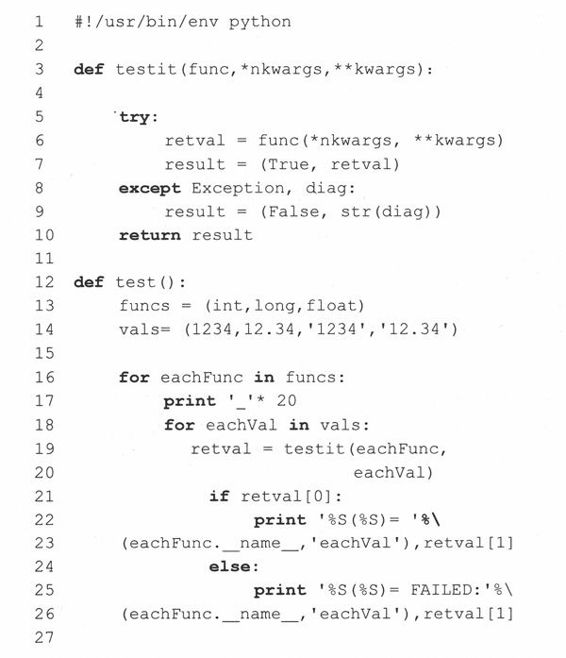 1 #!/usr/bin/env python
2
3 def testit(func,*nkwargs,**kwargs):
4
5 try:
6 retval = func(*nkwargs, **kwargs)
7 result = (True, retval)
8 except Exception, diag:
9 result = (False, str(diag))
10 return result
11
12 def test():
13 funcs = (int,long,float)
14 vals= (1234,12.34,'1234','12.34')
15
16 for eachFunc in funcs:
17 print '_'* 20
18 for eachVal in vals:
19 retval = testit(eachFunc,
20 eachVal)
21 if retval[0]:
22 print '%S(%S)= '%\
23 (eachFunc.__name__,'eachVal'),retval[1]
24 else:
25 print '%S(%S)= FAILED:'%\
26 (eachFunc.__name__,'eachVal'),retval[1]
27